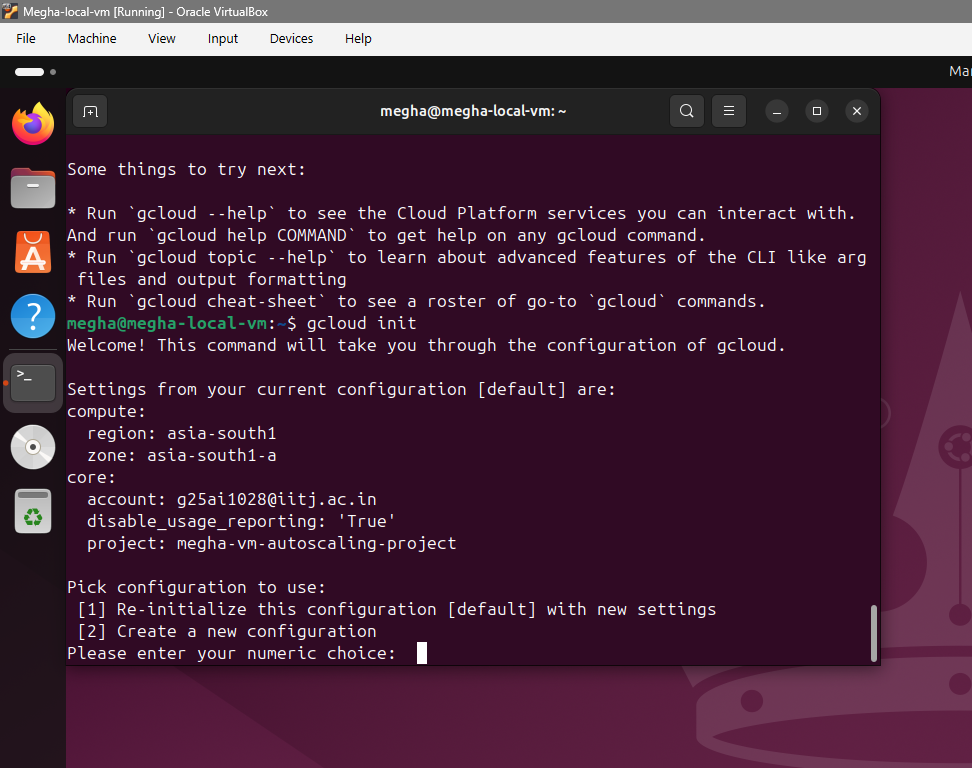 Megha-local-vm [Running] - Oracle VirtualBox
File Machine View Input Devices Help
megha@megha-local-vm: ~
Some things to try next:
* Run `gcloud --help` to see the Cloud Platform services you can interact with.
And run `gcloud help COMMAND` to get help on any gcloud command.
* Run `gcloud topic --help` to learn about advanced features of the CLI like arg
files and output formatting
* Run `gcloud cheat-sheet` to see a roster of go-to `gcloud` commands.
megha@megha-local-vm:~$ gcloud init
Welcome! This command will take you through the configuration of gcloud.
Settings from your current configuration [default] are:
compute:
region: asia-south1
zone: asia-south1-a
core:
account: g25ai1028@iitj.ac.in
disable_usage_reporting: 'True'
project: megha-vm-autoscaling-project
Pick configuration to use:
[1] Re-initialize this configuration [default] with new settings
[2] Create a new configuration
Please enter your numeric choice: